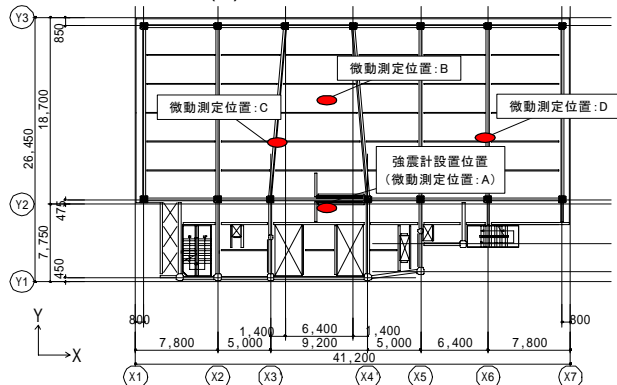 Y3
850
微動測定位置:B
微動測定位置:C
微動測定位置:D
18,700
26,450
強震計設置位置
(微動測定位置:A)
Y2
475
7,750
450
Y1
Y
X
800
1,400
6,400
1,400
800
7,800
5,000
9,200
5,000
6,400
7,800
41,200
X1
X2
X3
X4
X5
X6
X7